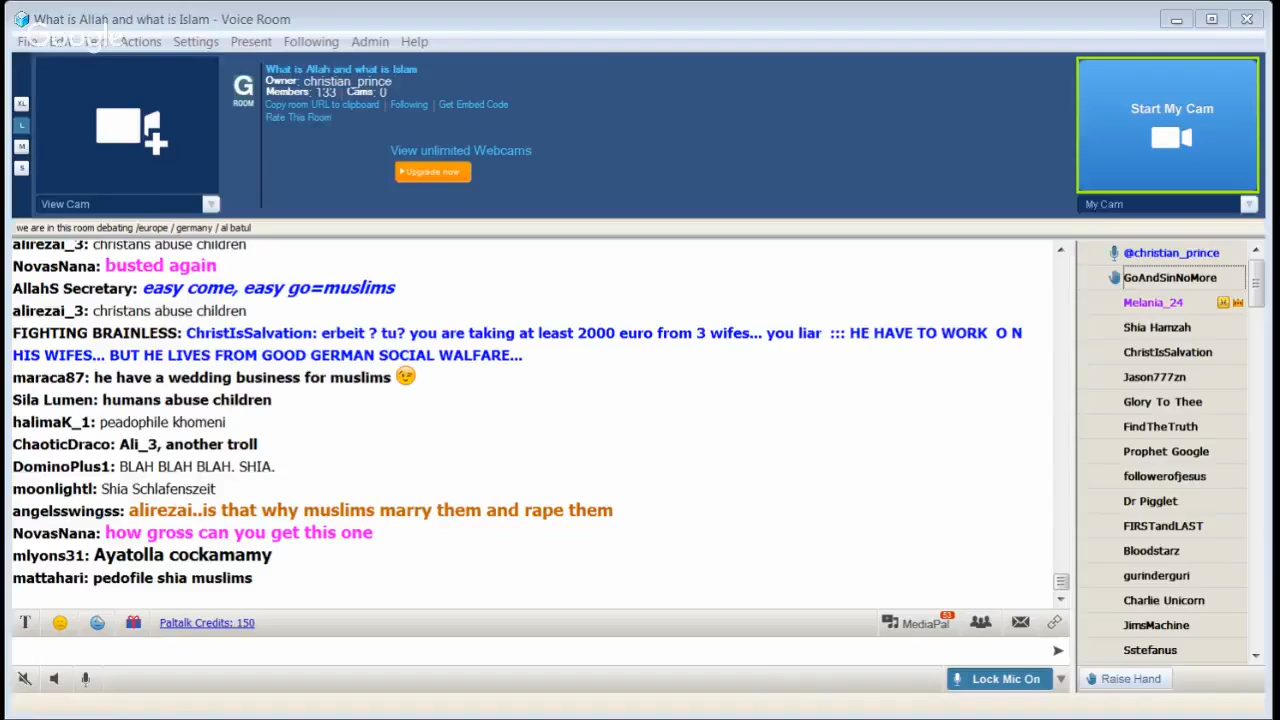 What is Allah and what is Islam - Voice Room
Google
File Edit View Actions Settings Present Following Admin Help
G
ROOM
What is Allah and what is Islam
Owner: christian_prince
Members: 133 Cams: 0
Copy room URL to clipboard | Following | Get Embed Code
Rate This Room
View unlimited Webcams
Upgrade now
XL
L
M
S
View Cam
Start My Cam
My Cam
we are in this room debating /europe / germany / al batul
alirezai_3: christans abuse children
NovasNana: busted again
AllahS Secretary: easy come, easy go=muslims
alirezai_3: christans abuse children
FIGHTING BRAINLESS: ChristIsSalvation: erbeit ? tu? you are taking at least 2000 euro from 3 wifes... you liar ::: HE HAVE TO WORK O N
HIS WIFES... BUT HE LIVES FROM GOOD GERMAN SOCIAL WALFARE...
maraca87: he have a wedding business for muslims
Sila Lumen: humans abuse children
halimaK_1: peadophile khomeni
ChaoticDraco: Ali_3, another troll
DominoPlus1: BLAH BLAH BLAH. SHIA.
moonlightl: Shia Schlafenszeit
angelsswingss: alirezai..is that why muslims marry them and rape them
NovasNana: how gross can you get this one
mlyons31: Ayatolla cockamamy
mattahari: pedofile shia muslims
@christian_prince
GoAndSinNoMore
Melania_24
Shia Hamzah
ChristIsSalvation
Jason777zn
Glory To Thee
FindTheTruth
Prophet Google
followerofjesus
Dr Pigglet
FIRSTandLAST
Bloodstarz
gurinderguri
Charlie Unicorn
JimsMachine
Sstefanus
T
Paltalk Credits: 150
MediaPal
53
Lock Mic On
Raise Hand